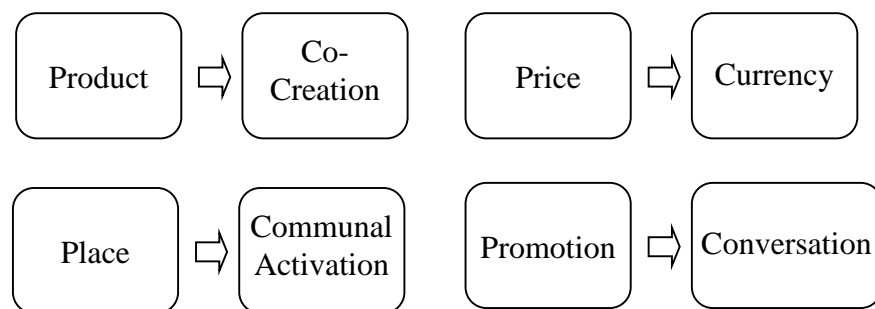 Product
Co-
Creation
Price
Currency
Place
Communal
Activation
Promotion
Conversation